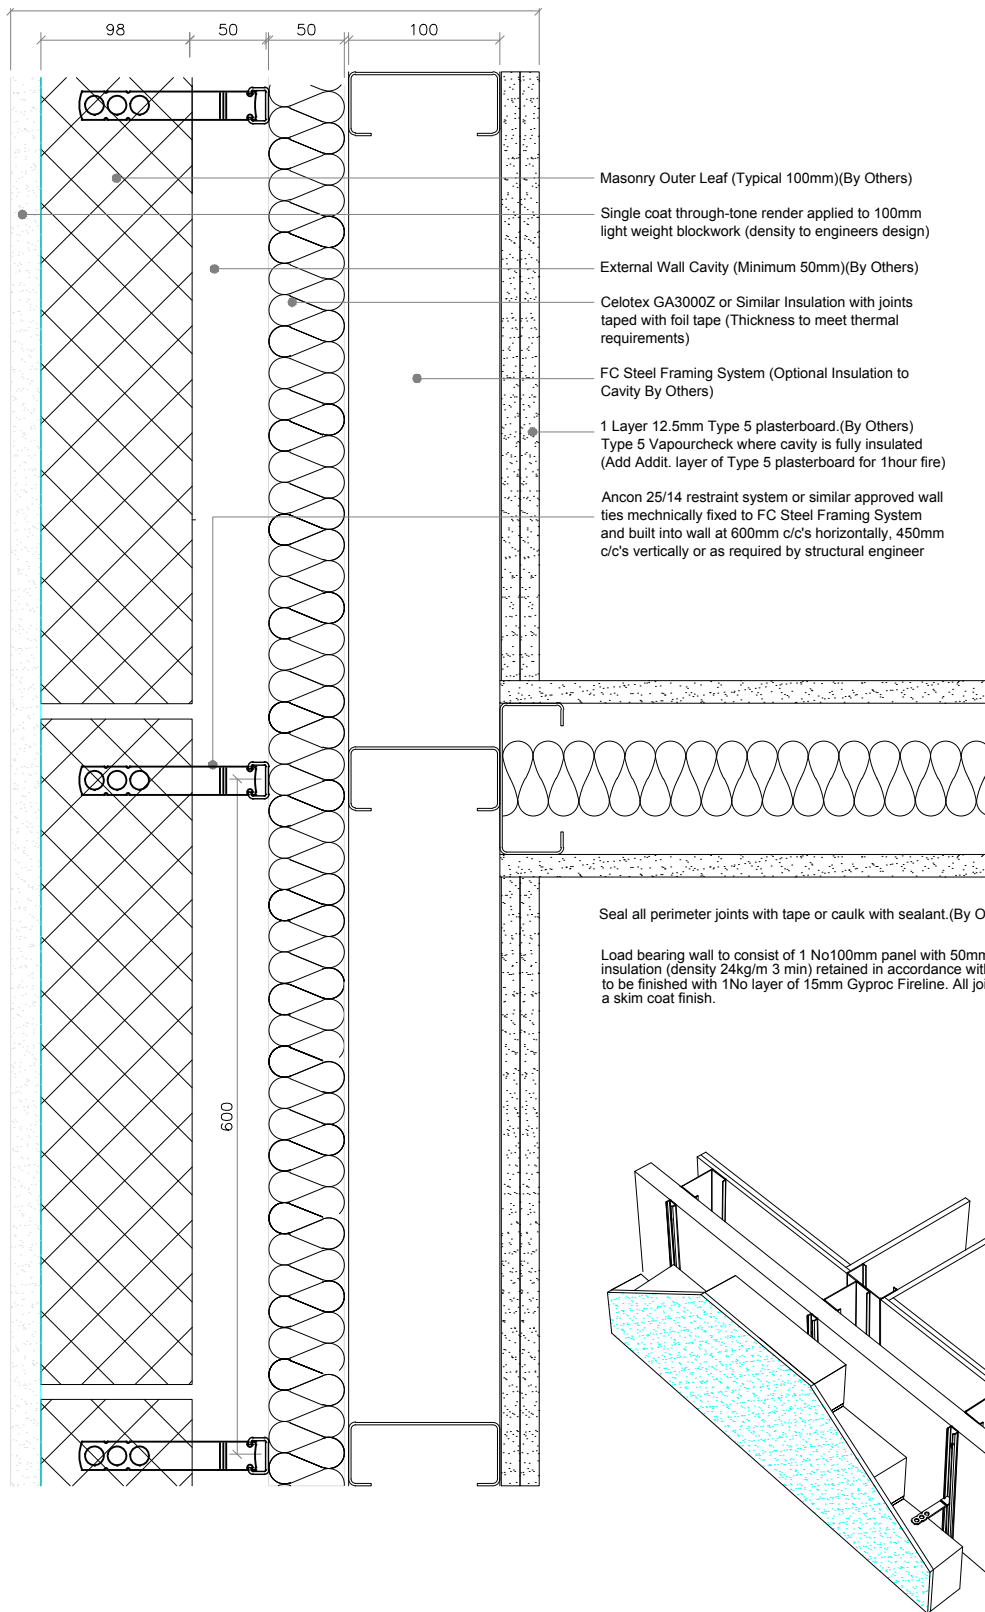 98 50 50 100
Masonry Outer Leaf (Typical 100mm)(By Others)
Single coat through-tone render applied to 100mm
light weight blockwork (density to engineers design)
External Wall Cavity (Minimum 50mm)(By Others)
Celotex GA3000Z or Similar Insulation with joints
taped with foil tape (Thickness to meet thermal
requirements)
FC Steel Framing System (Optional Insulation to
Cavity By Others)
1 Layer 12.5mm Type 5 plasterboard.(By Others)
Type 5 Vapourcheck where cavity is fully insulated
(Add Addit. layer of Type 5 plasterboard for 1hour fire)
Ancon 25/14 restraint system or similar approved wall
ties mechnically fixed to FC Steel Framing System
and built into wall at 600mm c/c's horizontally, 450mm
c/c's vertically or as required by structural engineer
Seal all perimeter joints with tape or caulk with sealant.(By O
Load bearing wall to consist of 1 No100mm panel with 50mm
insulation (density 24kg/m 3 min) retained in accordance with
to be finished with 1No layer of 15mm Gyproc Fireline. All joi
a skim coat finish.
600